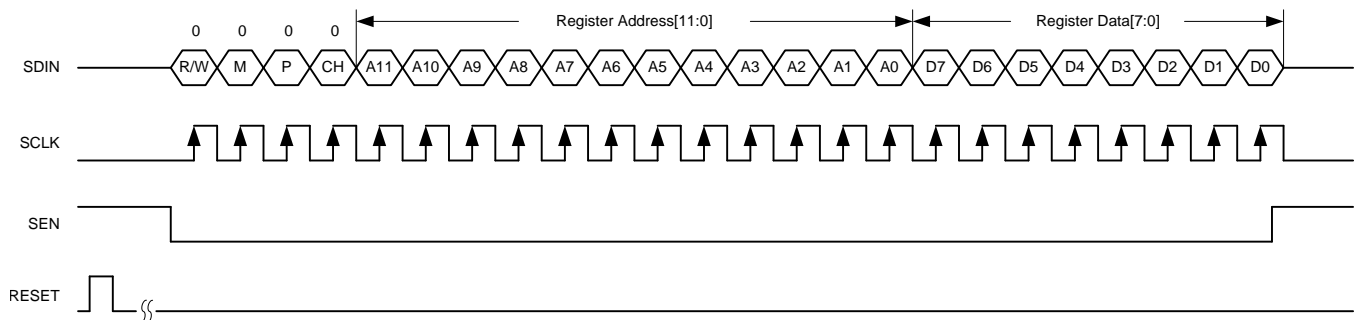 Register Address[11:0] Register Data[7:0]
0 0 0 0
SDIN R/W M P CH A11 A10 A9 A8 A7 A6 A5 A4 A3 A2 A1 A0 D7 D6 D5 D4 D3 D2 D1 D0
SCLK
SEN
RESET